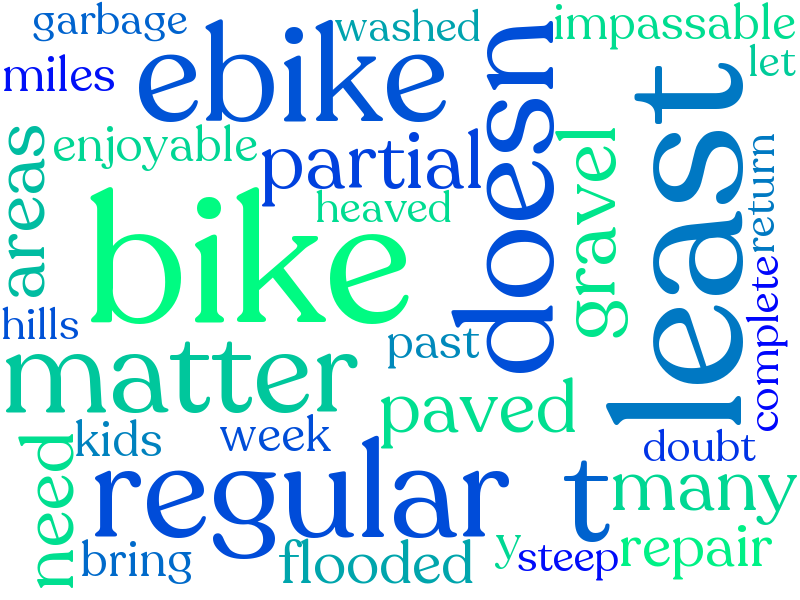 garbage
washed
impassable
miles
ebike
let
doesn
least
enjoyable
partial
areas
gravel
return
heaved
bike
hills
past
complete
matter
paved
kids
week
doubt
need
regular
t
many
bring
flooded
y
steep
repair